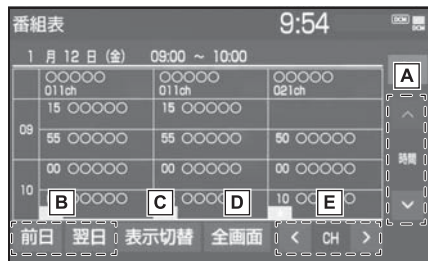 番組表 9:54
1 月 12 日 (金) 09:00 ～ 10:00
A
○○○○○ ○○○○○ ○○○○○
011ch 011ch 021ch
15 ○○○○○ 15 ○○○○○
09
55 ○○○○○ 55 ○○○○○ 50 ○○○○○
時間
00 ○○○○○ 00 ○○○○○ 00 ○○○○○
10
B C D E
前日 翌日 表示切替 全画面 < CH >